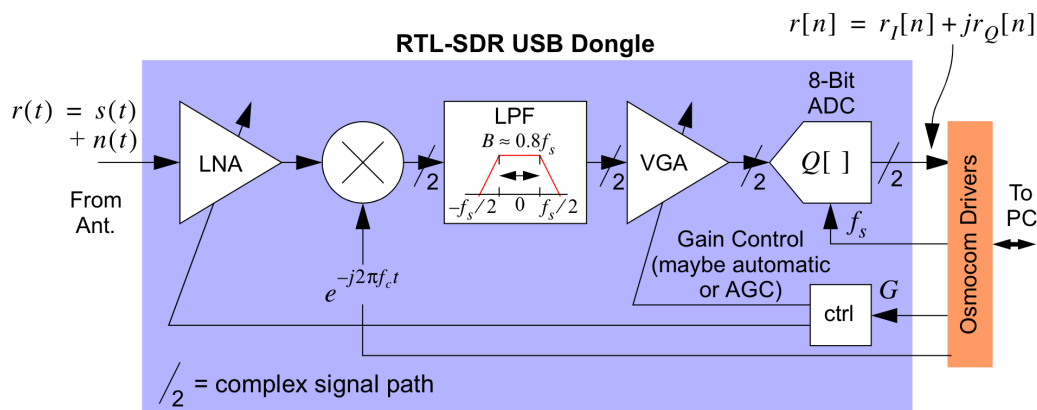 r[n] = r_I[n] + jr_Q[n]
RTL-SDR USB Dongle
8-Bit
ADC
r(t) = s(t)
+ n(t)
LPF
B ≈ 0.8f_s
LNA
VGA
Q[ ]
/2
/2
/2
/2
/2
−f_s/2 0 f_s/2
From
Ant.
f_s
To
PC
Osmocom Drivers
Gain Control
(maybe automatic
or AGC)
e^{−j2πf_ct}
ctrl
G
/2 = complex signal path